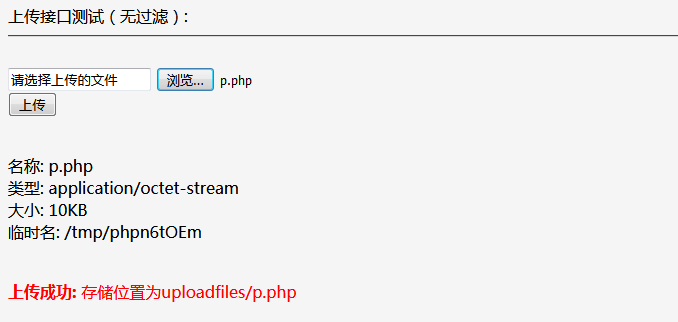 上传接口测试（无过滤）:
请选择上传的文件 浏览... p.php
上传
名称: p.php
类型: application/octet-stream
大小: 10KB
临时名: /tmp/phpn6tOEm
上传成功: 存储位置为uploadfiles/p.php